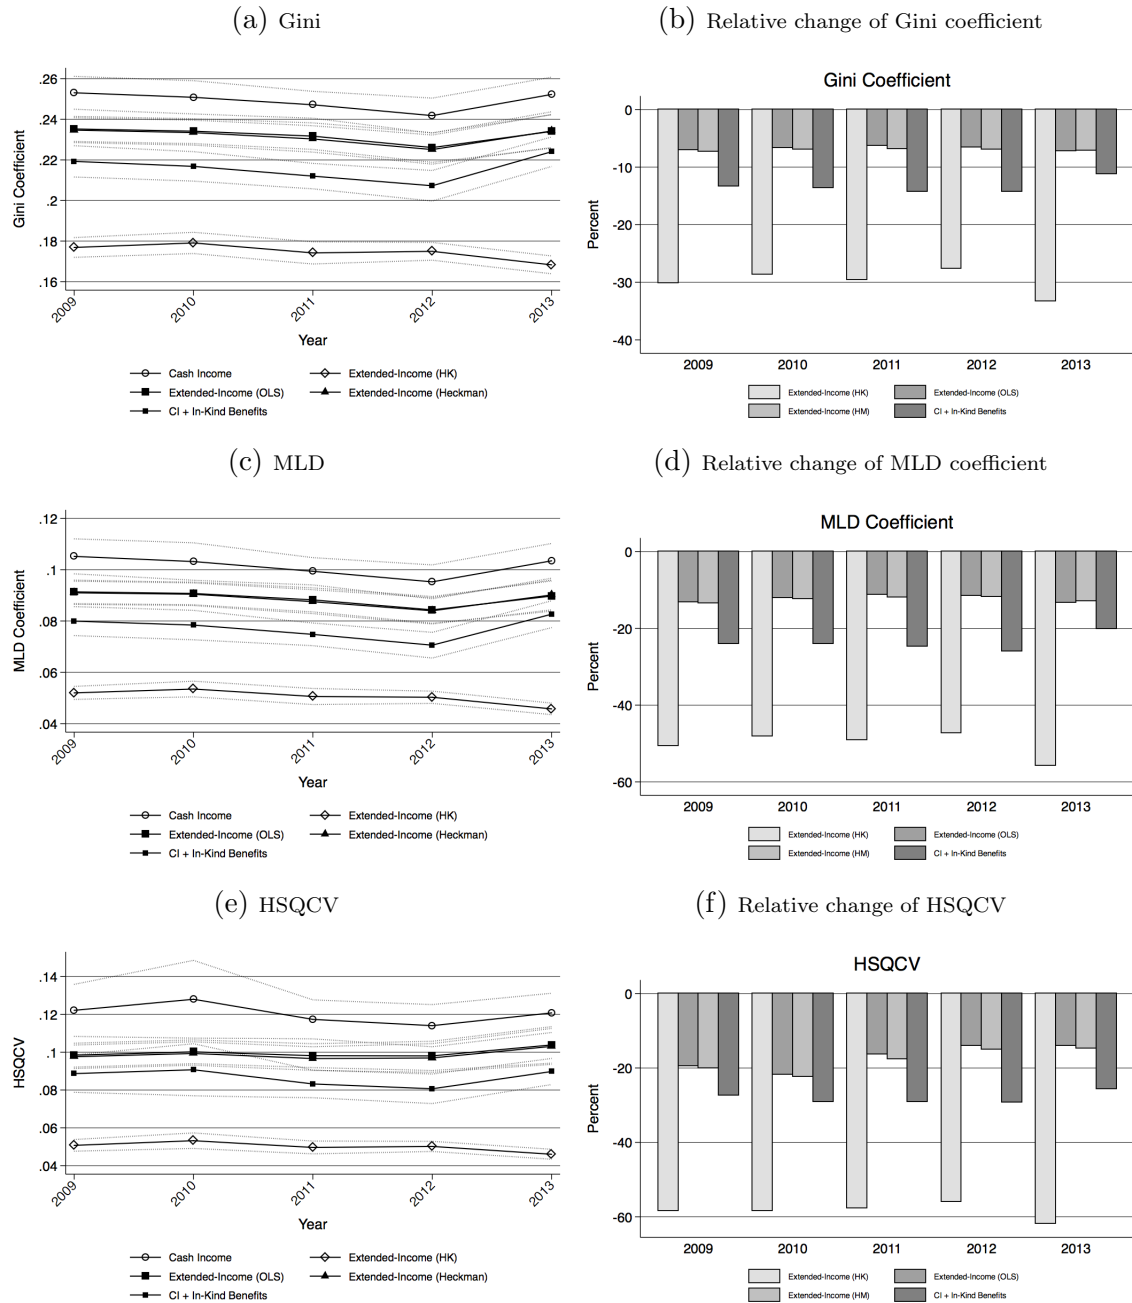 (a) Gini
(b) Relative change of Gini coefficient
.26
.24
.22
.2
.18
.16
Gini Coefficient
2009
2010
2011
2012
2013
Year
Cash Income
Extended-Income (HK)
Extended-Income (OLS)
Extended-Income (Heckman)
CI + In-Kind Benefits
Gini Coefficient
0
-10
-20
-30
-40
Percent
2009
2010
2011
2012
2013
Extended-Income (HK)
Extended-Income (OLS)
Extended-Income (HM)
CI + In-Kind Benefits
(c) MLD
(d) Relative change of MLD coefficient
.12
.1
.08
.06
.04
MLD Coefficient
2009
2010
2011
2012
2013
Year
Cash Income
Extended-Income (HK)
Extended-Income (OLS)
Extended-Income (Heckman)
CI + In-Kind Benefits
MLD Coefficient
0
-20
-40
-60
Percent
2009
2010
2011
2012
2013
Extended-Income (HK)
Extended-Income (OLS)
Extended-Income (HM)
CI + In-Kind Benefits
(e) HSQCV
(f) Relative change of HSQCV
.14
.12
.1
.08
.06
.04
HSQCV
2009
2010
2011
2012
2013
Year
Cash Income
Extended-Income (HK)
Extended-Income (OLS)
Extended-Income (Heckman)
CI + In-Kind Benefits
HSQCV
0
-20
-40
-60
Percent
2009
2010
2011
2012
2013
Extended-Income (HK)
Extended-Income (OLS)
Extended-Income (HM)
CI + In-Kind Benefits